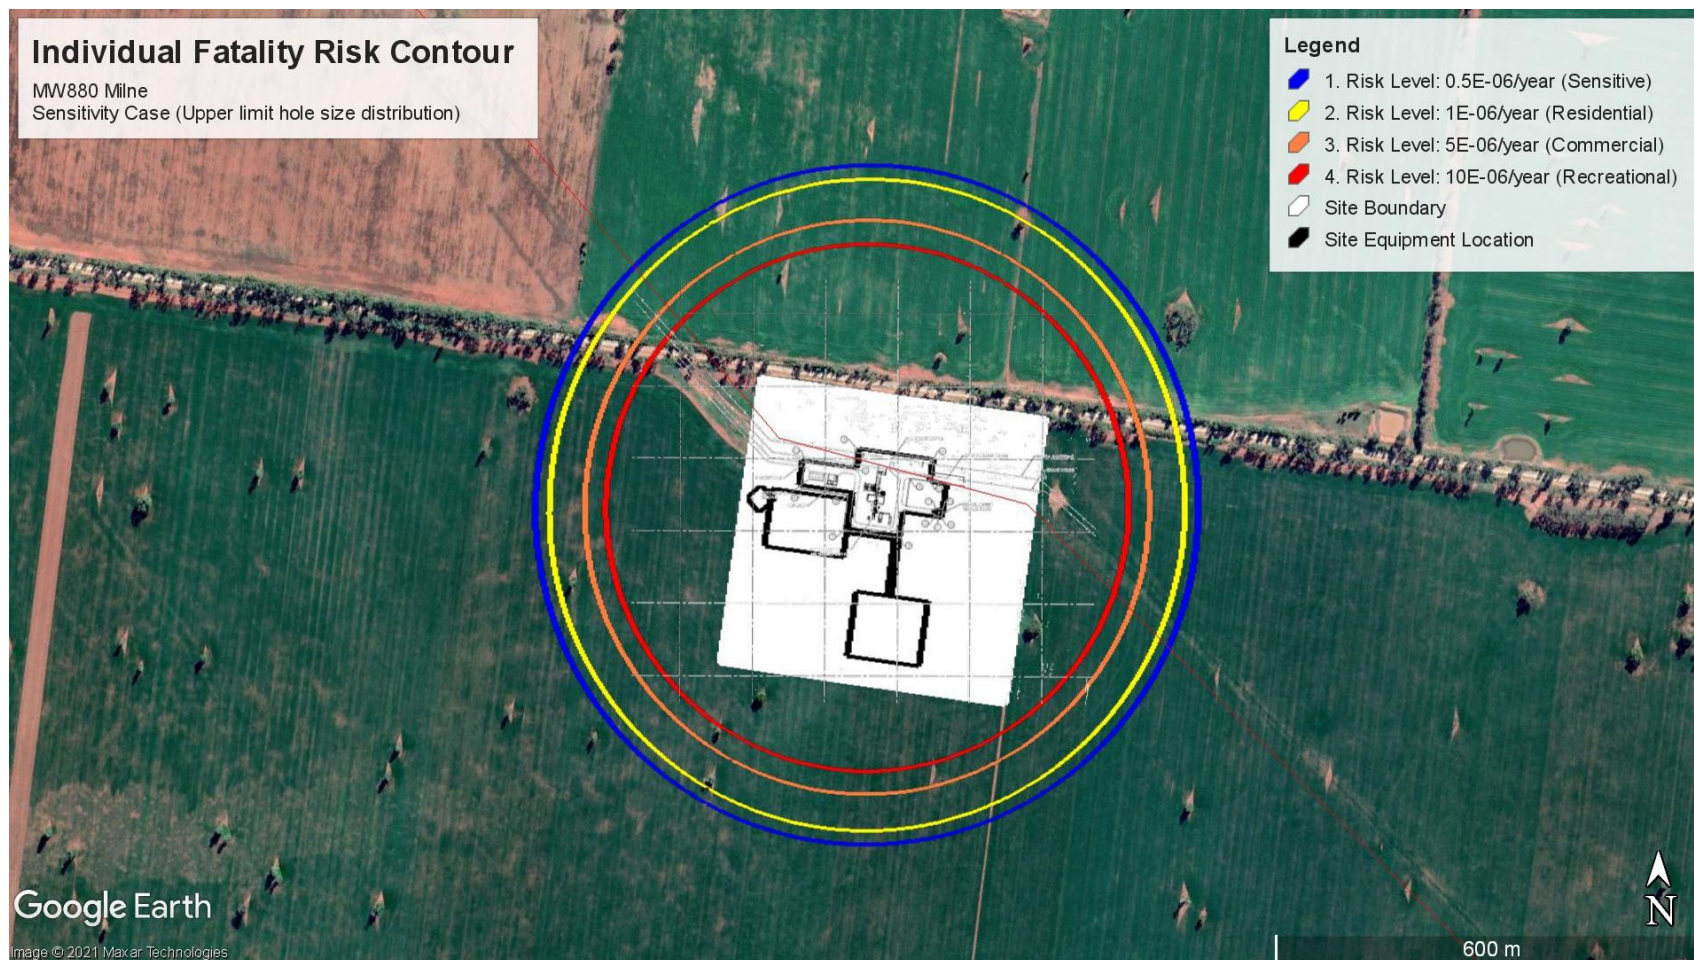 Individual Fatality Risk Contour
MW880 Milne
Sensitivity Case (Upper limit hole size distribution)
Legend
1. Risk Level: 0.5E-06/year (Sensitive)
2. Risk Level: 1E-06/year (Residential)
3. Risk Level: 5E-06/year (Commercial)
4. Risk Level: 10E-06/year (Recreational)
Site Boundary
Site Equipment Location
Google Earth
N
Image © 2021 Maxar Technologies
600 m